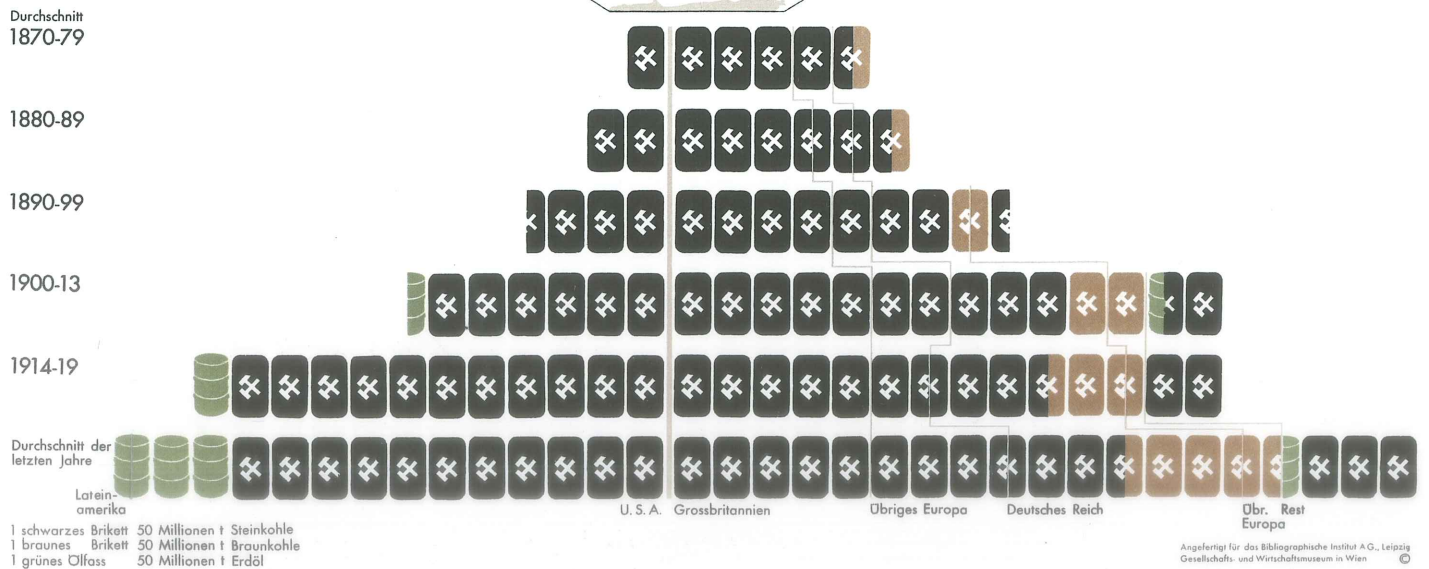 Durchschnitt
1870-79
1880-89
1890-99
1900-13
1914-19
Durchschnitt der
letzten Jahre
Latein-
amerika
U. S. A.
Grossbritannien
Übriges Europa
Deutsches Reich
Übr.
Europa
Rest
1 schwarzes Brikett 50 Millionen t Steinkohle
1 braunes Brikett 50 Millionen t Braunkohle
1 grünes Ölfass 50 Millionen t Erdöl
Angefertigt für das Bibliographische Institut A G., Leipzig
Gesellschafts- und Wirtschaftsmuseum in Wien ©